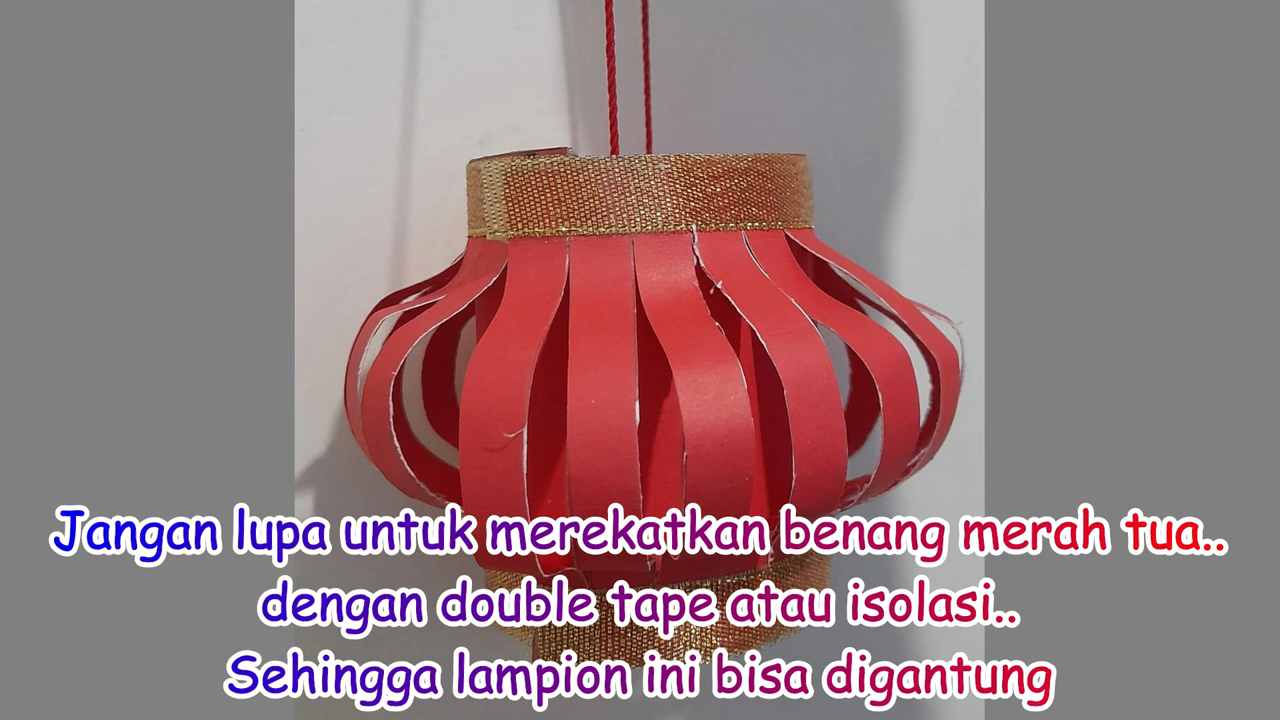 Jangan lupa untuk merekatkan benang merah tua..
dengan double tape atau isolasi..
Sehingga lampion ini bisa digantung